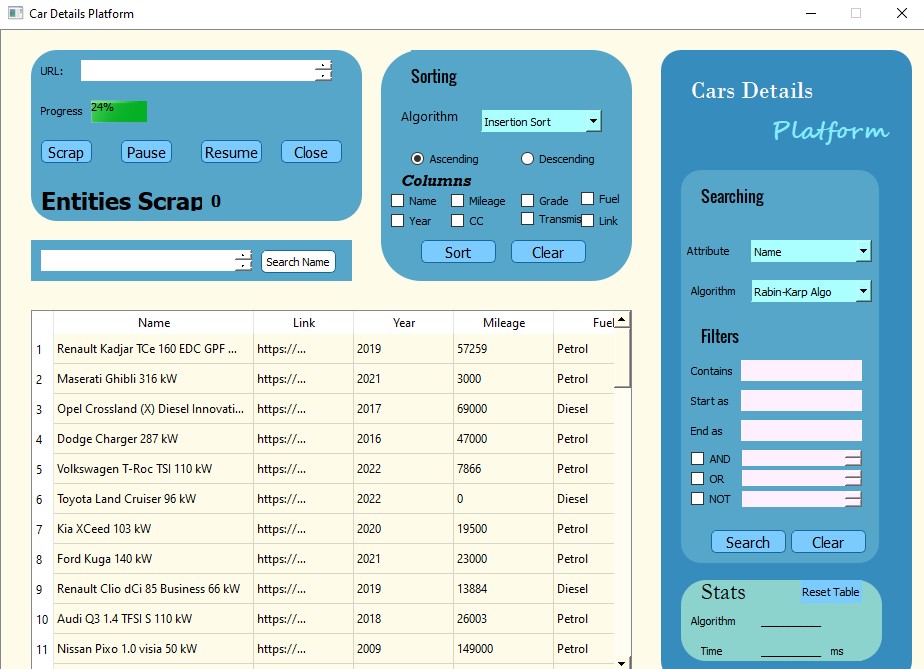 Car Details Platform
URL:
Progress 24%
Scrap Pause Resume Close
Entities Scrap 0
Search Name
Sorting
Algorithm Insertion Sort
Ascending Descending
Columns
Name Mileage Grade Fuel
Year CC Transmis Link
Sort Clear
Cars Details
Platform
Searching
Attribute Name
Algorithm Rabin-Karp Algo
Filters
Contains
Start as
End as
AND
OR
NOT
Search Clear
Stats Reset Table
Algorithm
Time ms
Name Link Year Mileage Fuel
1 Renault Kadjar TCe 160 EDC GPF ... https://... 2019 57259 Petrol
2 Maserati Ghibli 316 kW https://... 2021 3000 Petrol
3 Opel Crossland (X) Diesel Innovati... https://... 2017 69000 Diesel
4 Dodge Charger 287 kW https://... 2016 47000 Petrol
5 Volkswagen T-Roc TSI 110 kW https://... 2022 7866 Petrol
6 Toyota Land Cruiser 96 kW https://... 2022 0 Diesel
7 Kia XCeed 103 kW https://... 2020 19500 Petrol
8 Ford Kuga 140 kW https://... 2021 23000 Petrol
9 Renault Clio dCi 85 Business 66 kW https://... 2019 13884 Diesel
10 Audi Q3 1.4 TFSI S 110 kW https://... 2018 26003 Petrol
11 Nissan Pixo 1.0 visia 50 kW https://... 2009 149000 Petrol